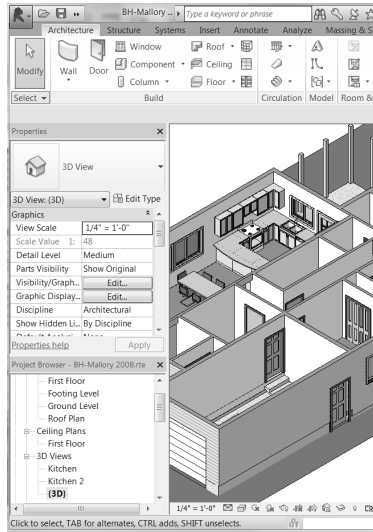 BH-Mallory ...
Type a keyword or phrase
Architecture Structure Systems Insert Annotate Analyze Massing & S
Modify
Wall
Door
Window
Component
Column
Roof
Ceiling
Floor
Select
Build
Circulation
Model
Room &
Properties
3D View
3D View: {3D}
Edit Type
Graphics
View Scale 1/4" = 1'-0"
Scale Value 1: 48
Detail Level Medium
Parts Visibility Show Original
Visibility/Graph... Edit...
Graphic Display... Edit...
Discipline Architectural
Show Hidden Li... By Discipline
Properties help
Apply
Project Browser - BH-Mallory 2008.rte
First Floor
Footing Level
Ground Level
Roof Plan
Ceiling Plans
First Floor
3D Views
Kitchen
Kitchen 2
{3D}
1/4" = 1'-0"
Click to select, TAB for alternates, CTRL adds, SHIFT unselects.